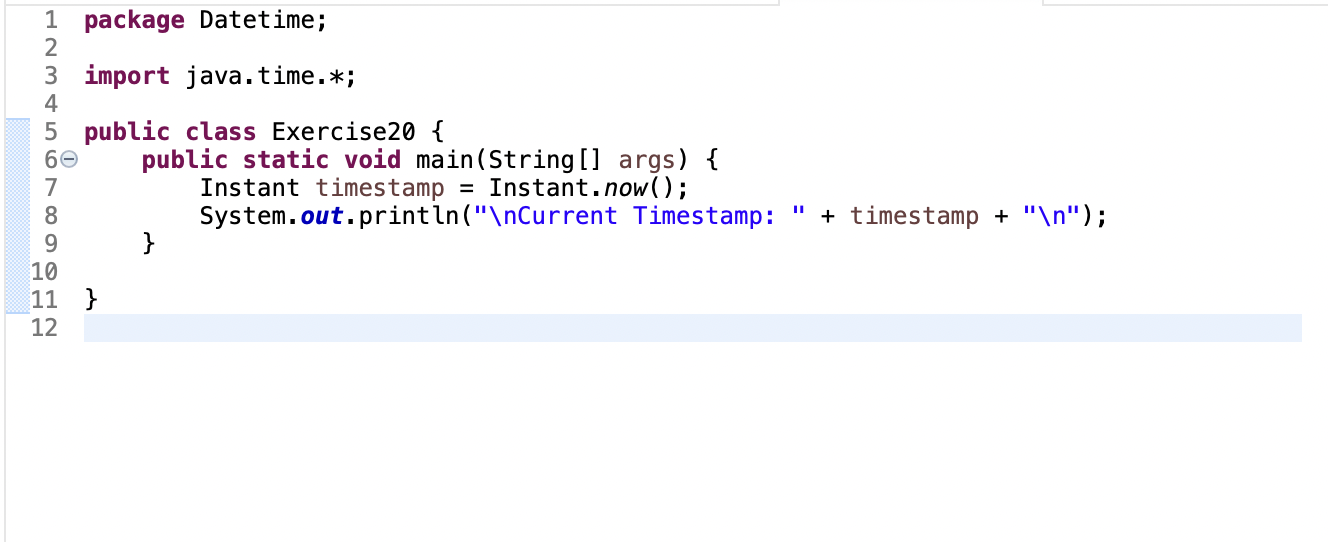 1 package Datetime;
2
3 import java.time.*;
4
5 public class Exercise20 {
6     public static void main(String[] args) {
7         Instant timestamp = Instant.now();
8         System.out.println("\nCurrent Timestamp: " + timestamp + "\n");
9     }
10
11 }
12